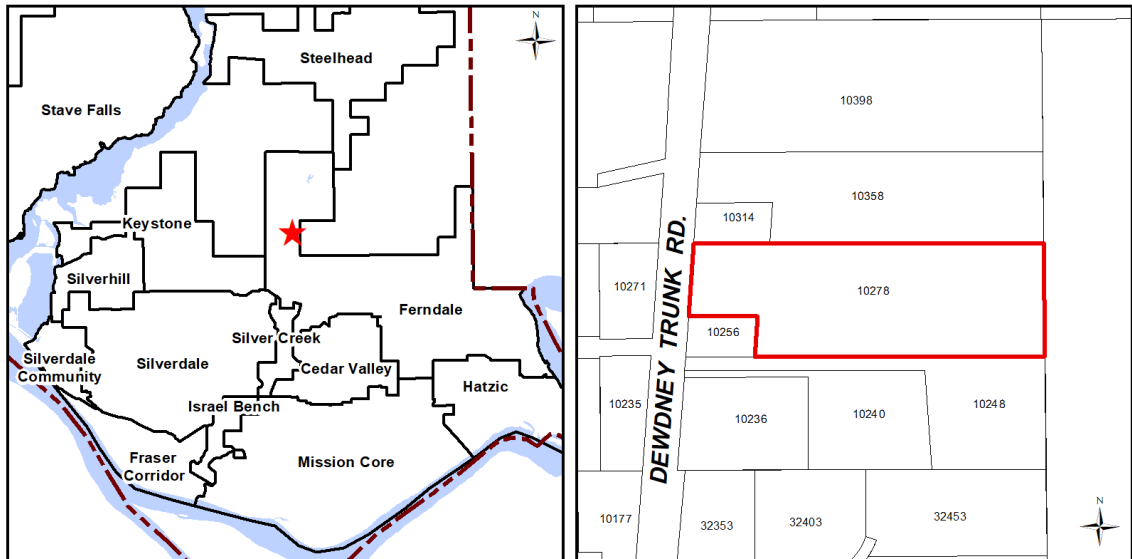 N
Steelhead
Stave Falls
Keystone
Silverhill
Ferndale
Silver Creek
Silverdale
Community
Silverdale
Cedar Valley
Hatzic
Israel Bench
Fraser
Corridor
Mission Core
10398
10358
10314
DEWDNEY TRUNK RD.
10271
10278
10256
10235
10236
10240
10248
10177
32353
32403
32453
N